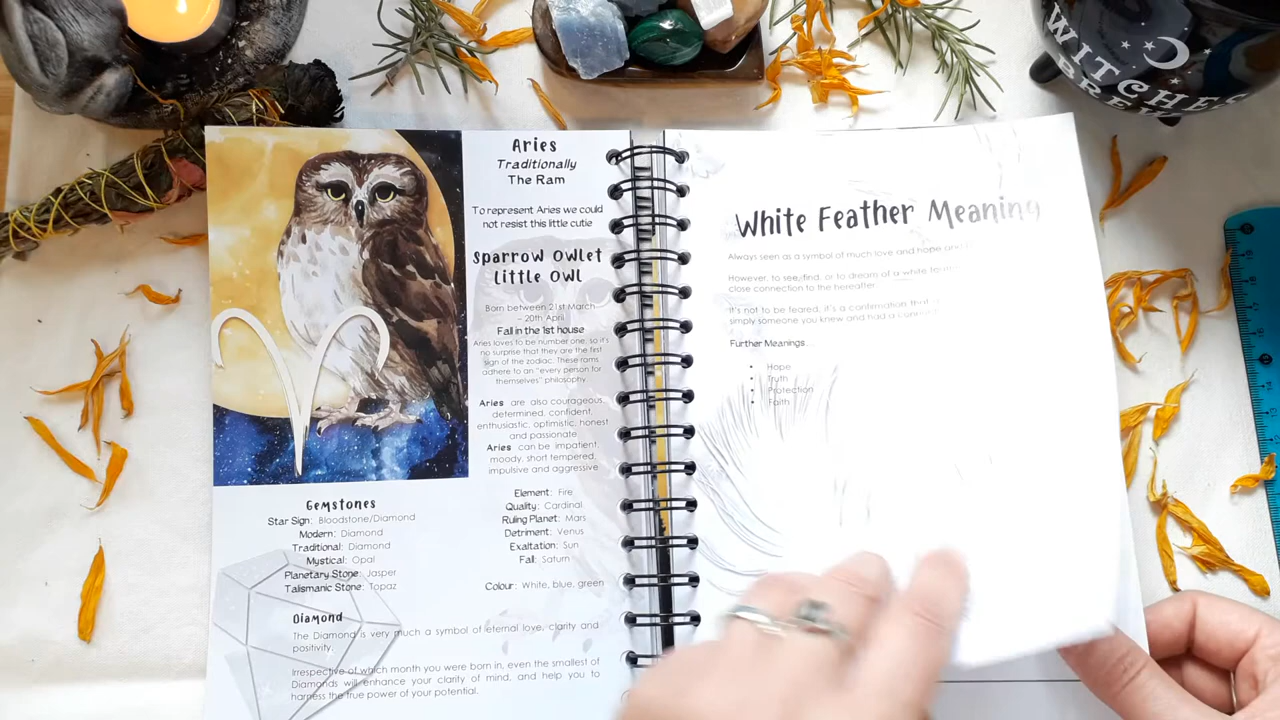 WITCHES
BREW
Aries
Traditionally
The Ram
To represent Aries we could
not resist this little cutie
Sparrow Owlet
Little Owl
Born between 21st March
– 20th April
Fall in the 1st house
Aries loves to be number one, so it's
no surprise that they are the first
sign of the zodiac. These rams
adhere to an "every person for
themselves" philosophy
Aries are also courageous,
determined, confident,
enthusiastic, optimistic, honest
and passionate
Aries can be impatient,
moody, short tempered,
impulsive and aggressive
Element: Fire
Quality: Cardinal
Ruling Planet: Mars
Detriment: Venus
Exaltation: Sun
Fall: Saturn
Colour: White, blue, green
Gemstones
Star Sign: Bloodstone/Diamond
Modern: Diamond
Traditional: Diamond
Mystical: Opal
Planetary Stone: Jasper
Talismanic Stone: Topaz
Diamond
The Diamond is very much a symbol of eternal love, clarity and
positivity.
Irrespective of which month you were born in, even the smallest of
Diamonds will enhance your clarity of mind, and help you to
harness the true power of your potential.
White Feather Meaning
Always seen as a symbol of much love and hope and
However, to see, find, or to dream of a white
close connection to the hereafter.
It's not to be feared, it's a confirmation that
simply someone you knew and had a
Further Meanings
• Hope
• Truth
• Protection
• Faith